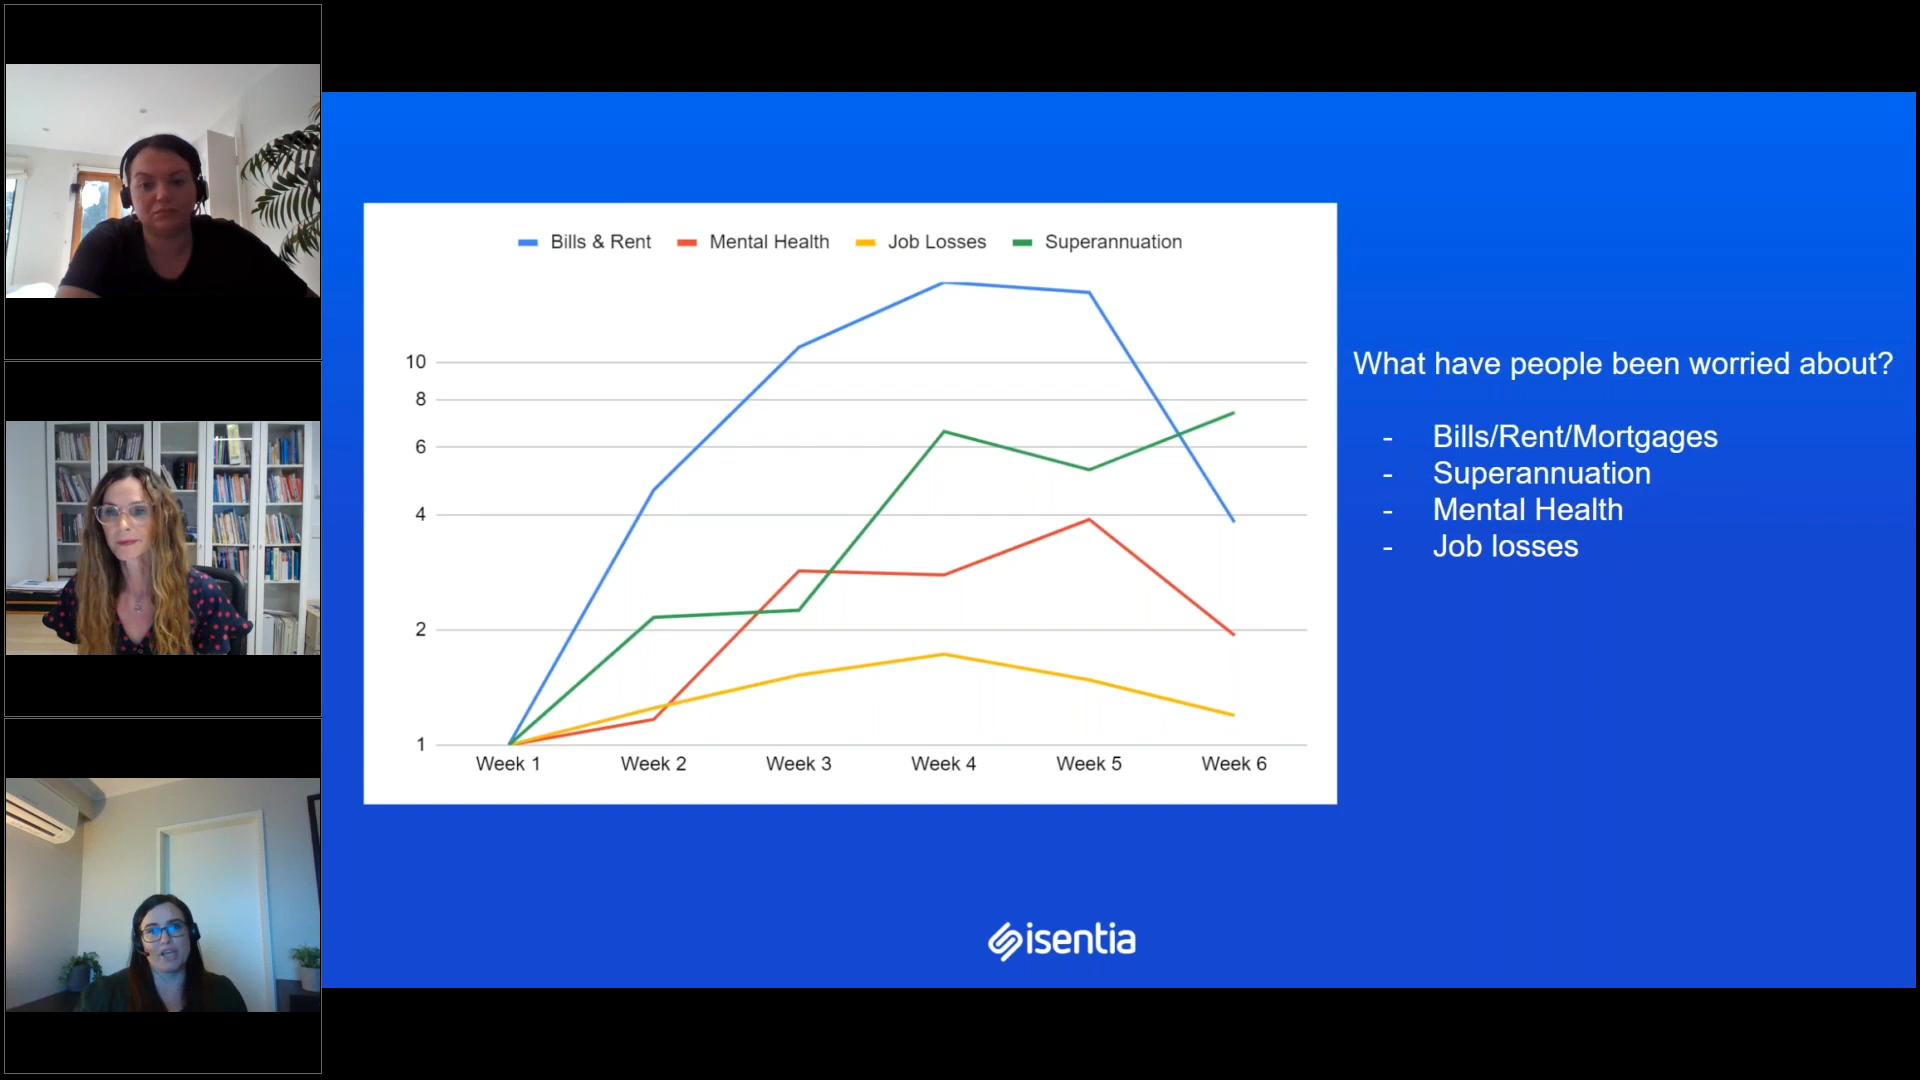 Bills & Rent Mental Health Job Losses Superannuation
10
8
6
4
2
1
Week 1 Week 2 Week 3 Week 4 Week 5 Week 6
What have people been worried about?
- Bills/Rent/Mortgages
- Superannuation
- Mental Health
- Job losses
isentia